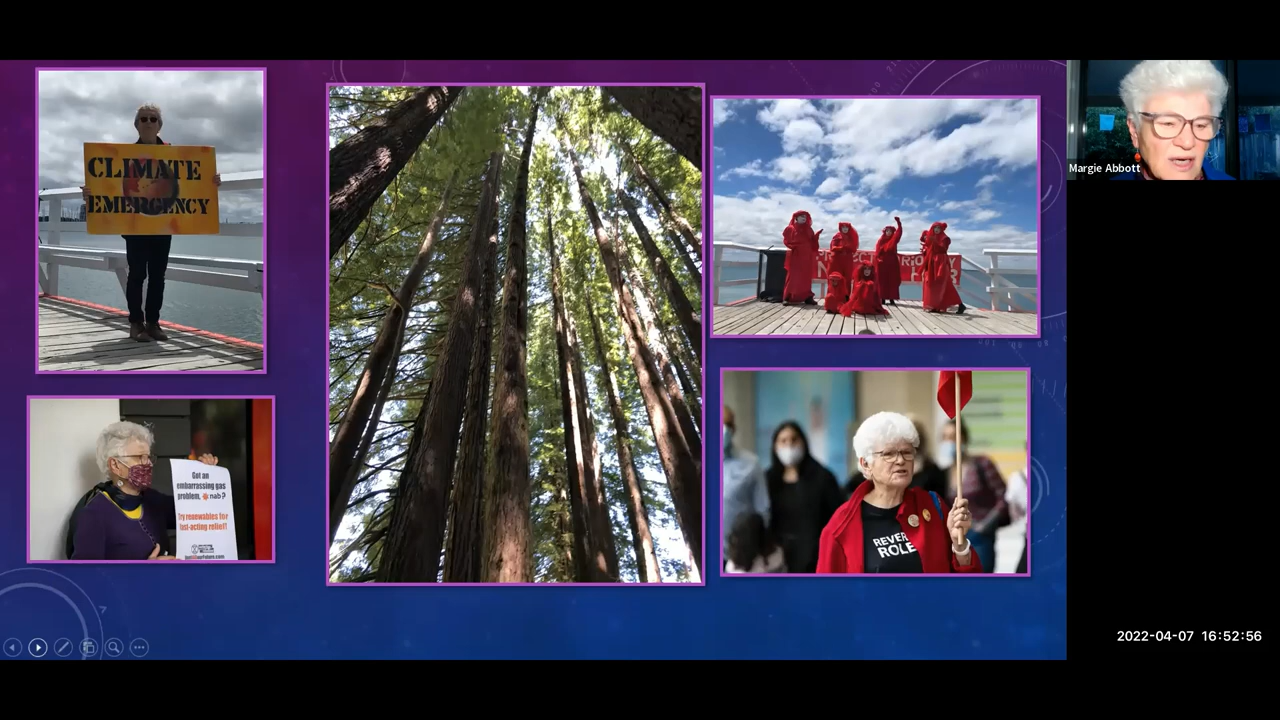 CLIMATE
EMERGENCY
Got an
embarrassing gas
problem, nab?
Try renewables for
fast-acting relief!
REVER
ROLE
Margie Abbott
2022-04-07 16:52:56